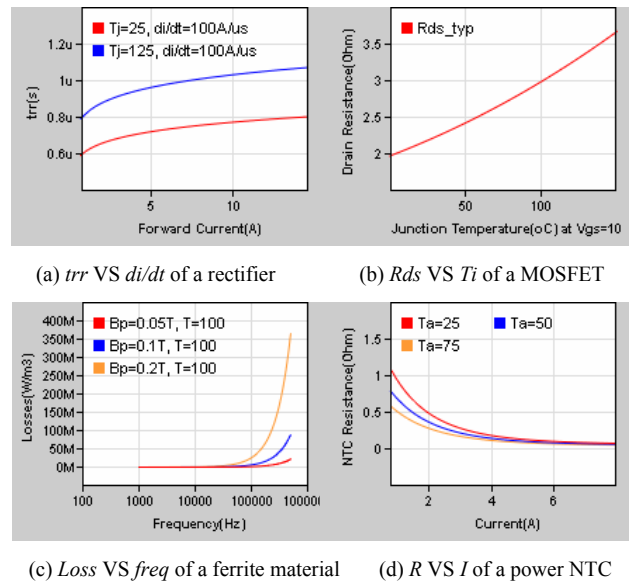 Tj=25, di/dt=100A/us
Tj=125, di/dt=100A/us
trr(s)
1.2u
1u
0.8u
0.6u
5
10
Forward Current(A)
(a) trr VS di/dt of a rectifier
Rds_typ
Drain Resistance(Ohm)
3.5
3
2.5
2
50
100
Junction Temperature(oC) at Vgs=10
(b) Rds VS Ti of a MOSFET
Bp=0.05T, T=100
Bp=0.1T, T=100
Bp=0.2T, T=100
Losses(W/m3)
400M
350M
300M
250M
200M
150M
100M
50M
0M
100
1000
10000
100000
100000
Frequency(Hz)
(c) Loss VS freq of a ferrite material
Ta=25
Ta=50
Ta=75
NTC Resistance(Ohm)
1.5
1
0.5
0
2
4
6
Current(A)
(d) R VS I of a power NTC